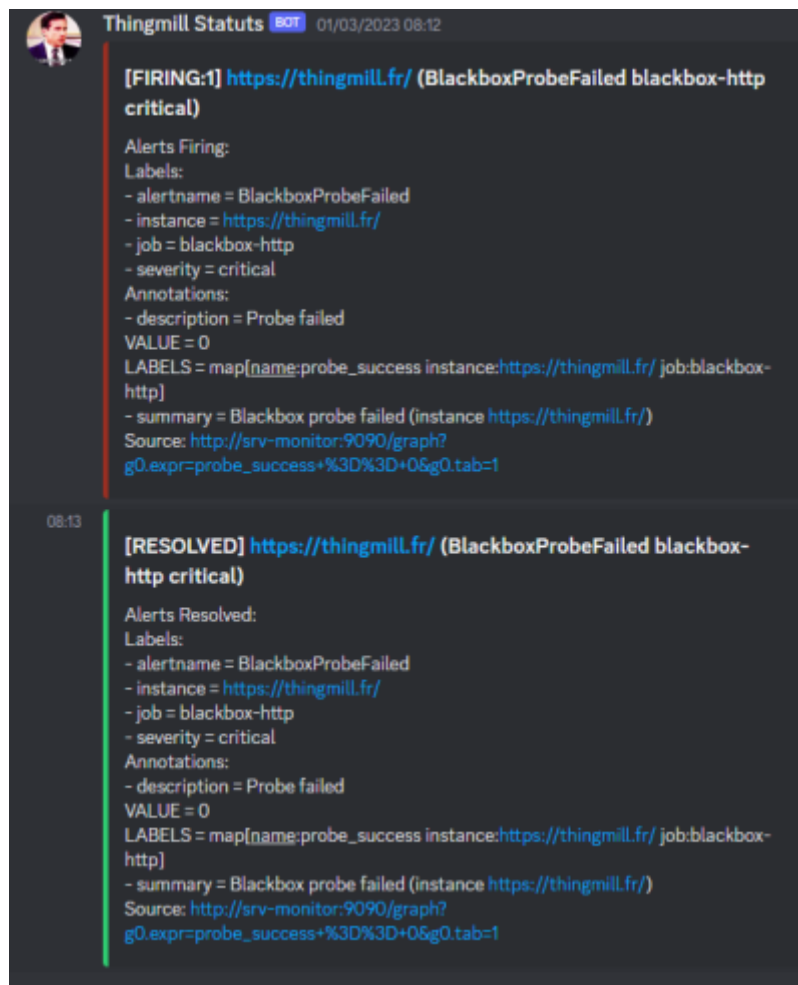 Thingmill Statuts BOT 01/03/2023 08:12
[FIRING:1] https://thingmill.fr/ (BlackboxProbeFailed blackbox-http
critical)
Alerts Firing:
Labels:
- alertname = BlackboxProbeFailed
- instance = https://thingmill.fr/
- job = blackbox-http
- severity = critical
Annotations:
- description = Probe failed
VALUE = 0
LABELS = map[name:probe_success instance:https://thingmill.fr/ job:blackbox-
http]
- summary = Blackbox probe failed (instance https://thingmill.fr/)
Source: http://srv-monitor:9090/graph?
g0.expr=probe_success+%3D%3D+0&g0.tab=1
08:13
[RESOLVED] https://thingmill.fr/ (BlackboxProbeFailed blackbox-
http critical)
Alerts Resolved:
Labels:
- alertname = BlackboxProbeFailed
- instance = https://thingmill.fr/
- job = blackbox-http
- severity = critical
Annotations:
- description = Probe failed
VALUE = 0
LABELS = map[name:probe_success instance:https://thingmill.fr/ job:blackbox-
http]
- summary = Blackbox probe failed (instance https://thingmill.fr/)
Source: http://srv-monitor:9090/graph?
g0.expr=probe_success+%3D%3D+0&g0.tab=1